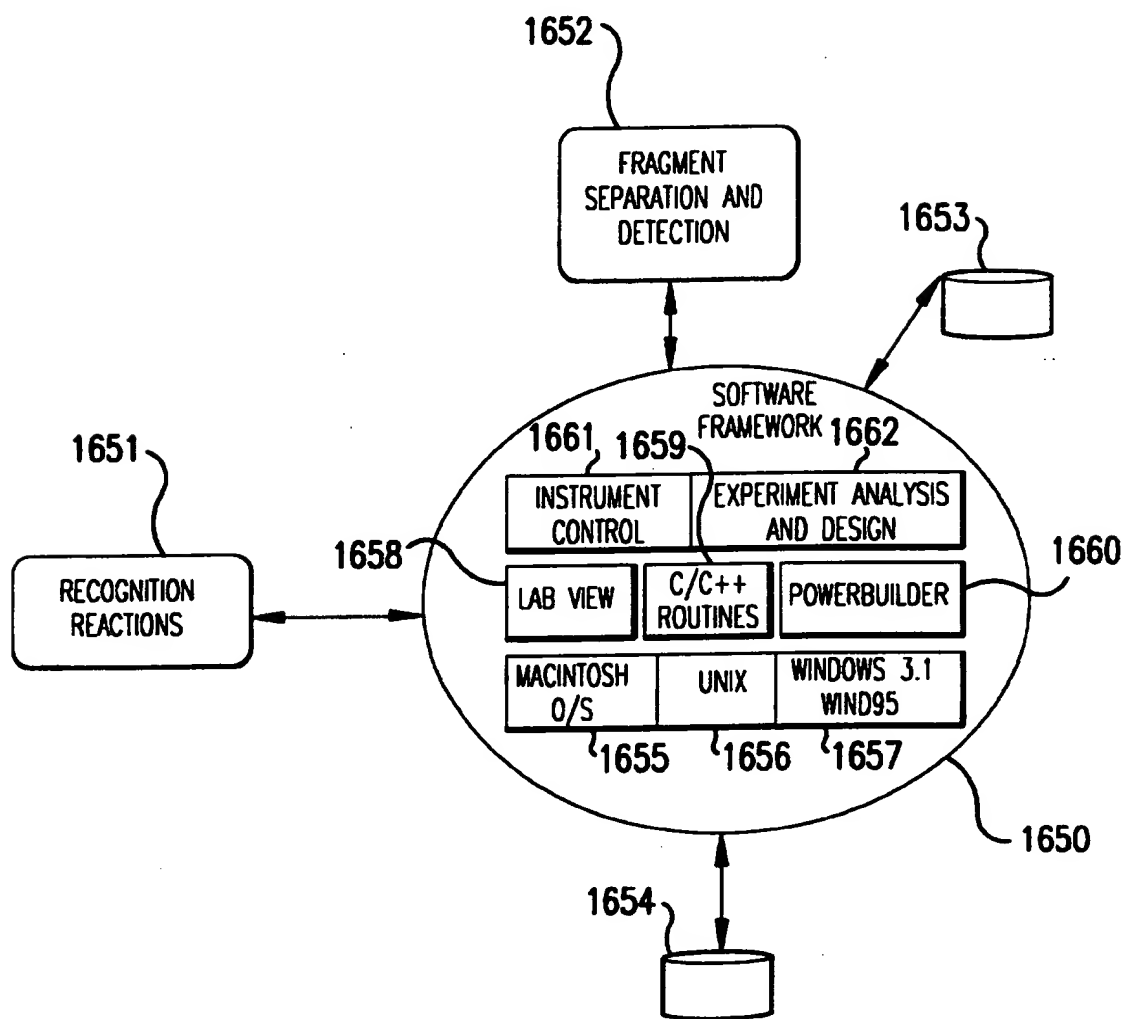 1652
FRAGMENT
SEPARATION AND
DETECTION
1653
SOFTWARE
FRAMEWORK
1661
1659
1662
1651
INSTRUMENT
CONTROL
EXPERIMENT ANALYSIS
AND DESIGN
1658
1660
RECOGNITION
REACTIONS
LAB VIEW
C/C++
ROUTINES
POWERBUILDER
MACINTOSH
O/S
UNIX
WINDOWS 3.1
WIND95
1655
1656
1657
1650
1654